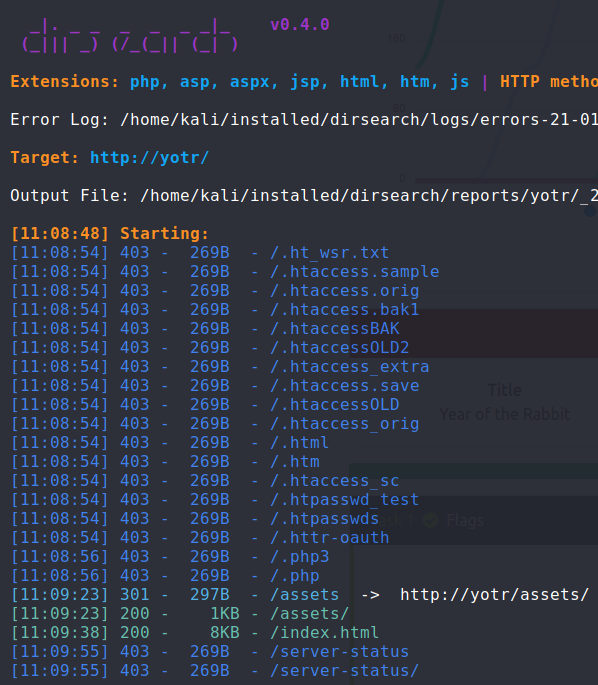 v0.4.0
Extensions: php, asp, aspx, jsp, html, htm, js | HTTP metho
Error Log: /home/kali/installed/dirsearch/logs/errors-21-01
Target: http://yotr/
Output File: /home/kali/installed/dirsearch/reports/yotr/_2
[11:08:48] Starting:
[11:08:54] 403 -  269B  - /.ht_wsr.txt
[11:08:54] 403 -  269B  - /.htaccess.sample
[11:08:54] 403 -  269B  - /.htaccess.orig
[11:08:54] 403 -  269B  - /.htaccess.bak1
[11:08:54] 403 -  269B  - /.htaccessBAK
[11:08:54] 403 -  269B  - /.htaccessOLD2
[11:08:54] 403 -  269B  - /.htaccess_extra
[11:08:54] 403 -  269B  - /.htaccess.save
[11:08:54] 403 -  269B  - /.htaccessOLD
[11:08:54] 403 -  269B  - /.htaccess_orig
[11:08:54] 403 -  269B  - /.html
[11:08:54] 403 -  269B  - /.htm
[11:08:54] 403 -  269B  - /.htaccess_sc
[11:08:54] 403 -  269B  - /.htpasswd_test
[11:08:54] 403 -  269B  - /.htpasswds
[11:08:54] 403 -  269B  - /.httr-oauth
[11:08:56] 403 -  269B  - /.php3
[11:08:56] 403 -  269B  - /.php
[11:09:23] 301 -  297B  - /assets  ->  http://yotr/assets/
[11:09:23] 200 -    1KB - /assets/
[11:09:38] 200 -    8KB - /index.html
[11:09:55] 403 -  269B  - /server-status
[11:09:55] 403 -  269B  - /server-status/
100
80
0
Title
Year of the Rabbit
Flags